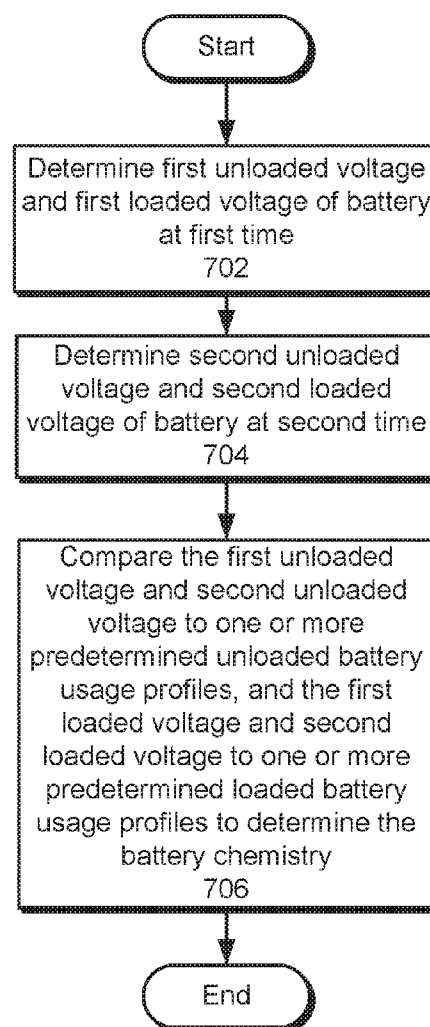 Start
Determine first unloaded voltage
and first loaded voltage of battery
at first time
702
Determine second unloaded
voltage and second loaded
voltage of battery at second time
704
Compare the first unloaded
voltage and second unloaded
voltage to one or more
predetermined unloaded battery
usage profiles, and the first
loaded voltage and second
loaded voltage to one or more
predetermined loaded battery
usage profiles to determine the
battery chemistry
706
End